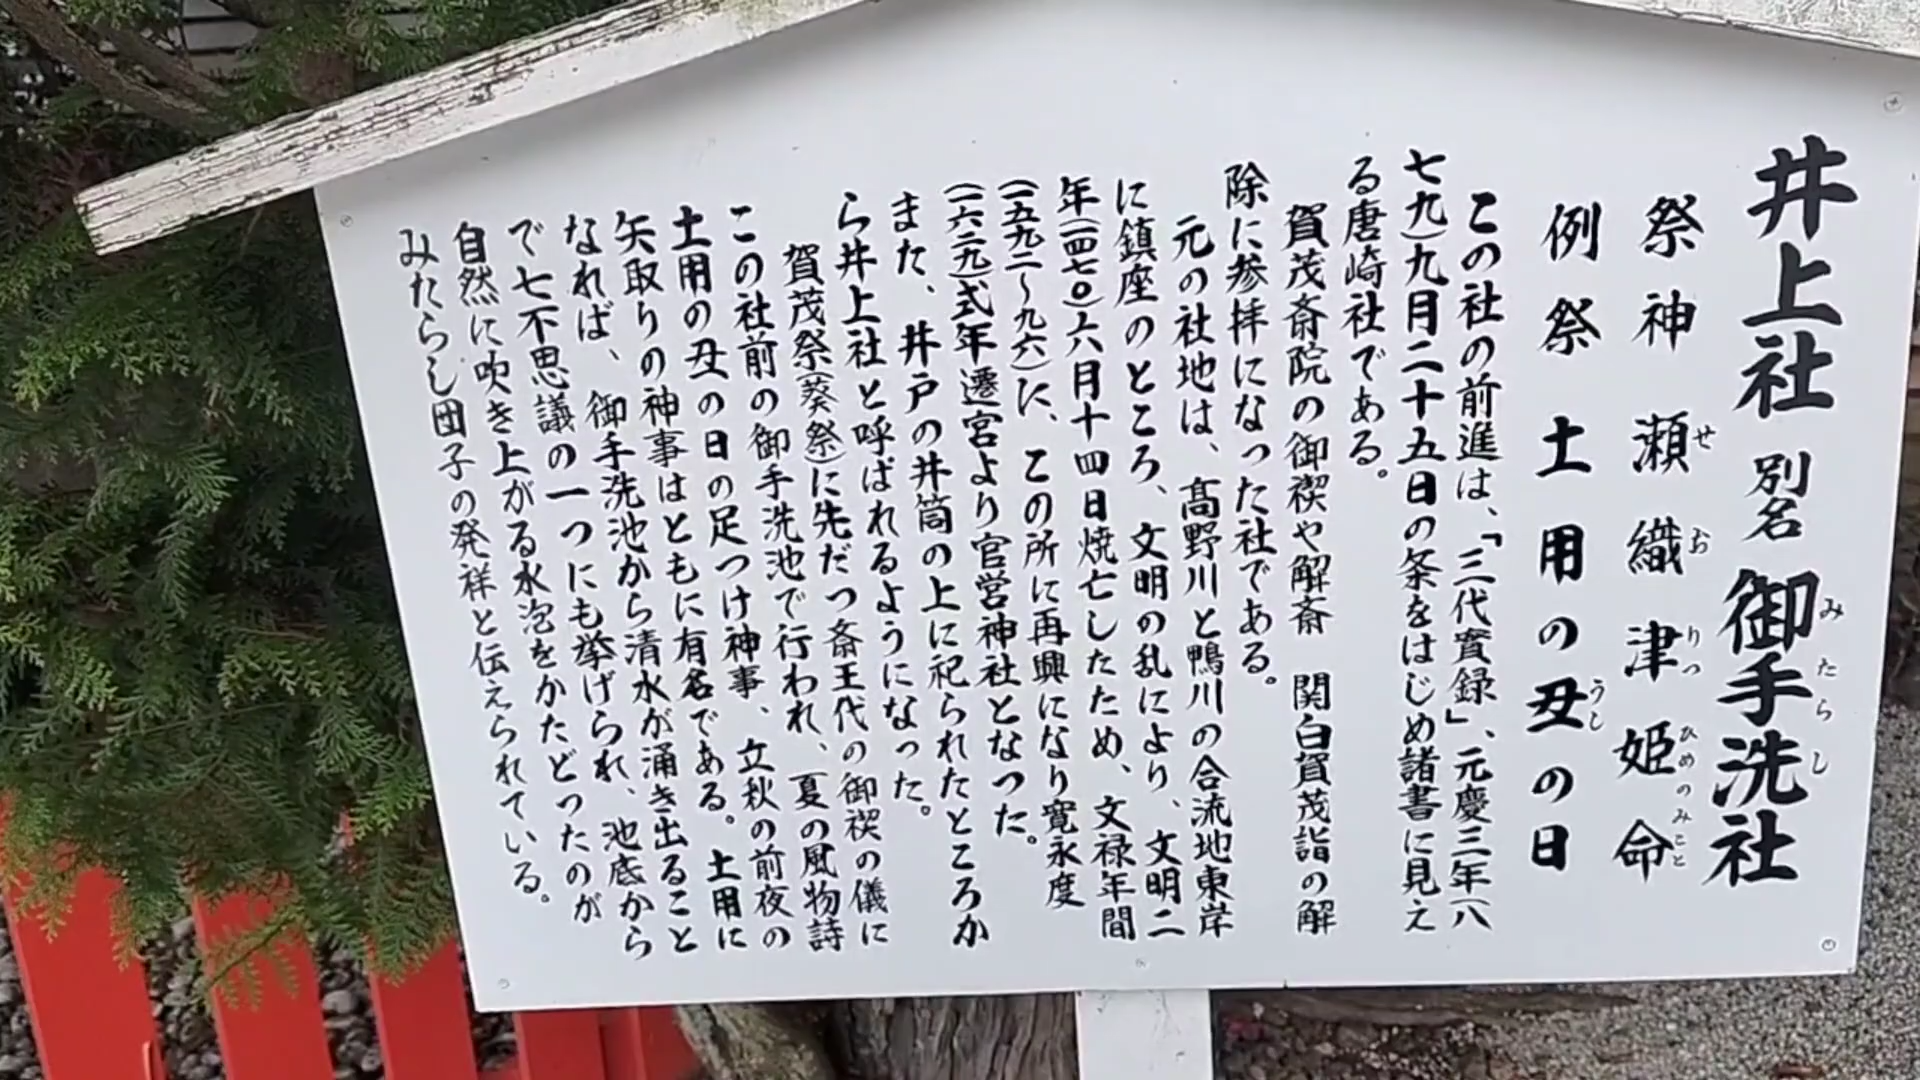 井上社 別名 御手洗社
みたらし
祭神 瀬織津姫命
せおりつひめのみこと
例祭 土用の丑の日
うし
この社の前進は、「三代實録」、元慶三年(八
七九)九月二十五日の条をはじめ諸書に見え
る唐崎社である。
賀茂斎院の御禊や解斎 関白賀茂詣の解
除に参拝になった社である。
元の社地は、髙野川と鴨川の合流地東岸
に鎮座のところ、文明の乱により、文明二
年(一四七〇)六月十四日焼亡したため、文禄年間
(一五九二〜九六)に、この所に再興になり寛永度
(一六二九)式年遷宮より官営神社となった。
また、井戸の井筒の上に祀られたところか
ら井上社と呼ばれるようになった。
賀茂祭(葵祭)に先だつ斎王代の御禊の儀に
この社前の御手洗池で行われ、夏の風物詩
土用の丑の日の足つけ神事、立秋の前夜の
矢取りの神事はともに有名である。土用に
なれば、御手洗池から清水が涌き出ること
で七不思議の一つにも挙げられ、池底から
自然に吹き上がる水泡をかたどったのが
みたらし団子の発祥と伝えられている。